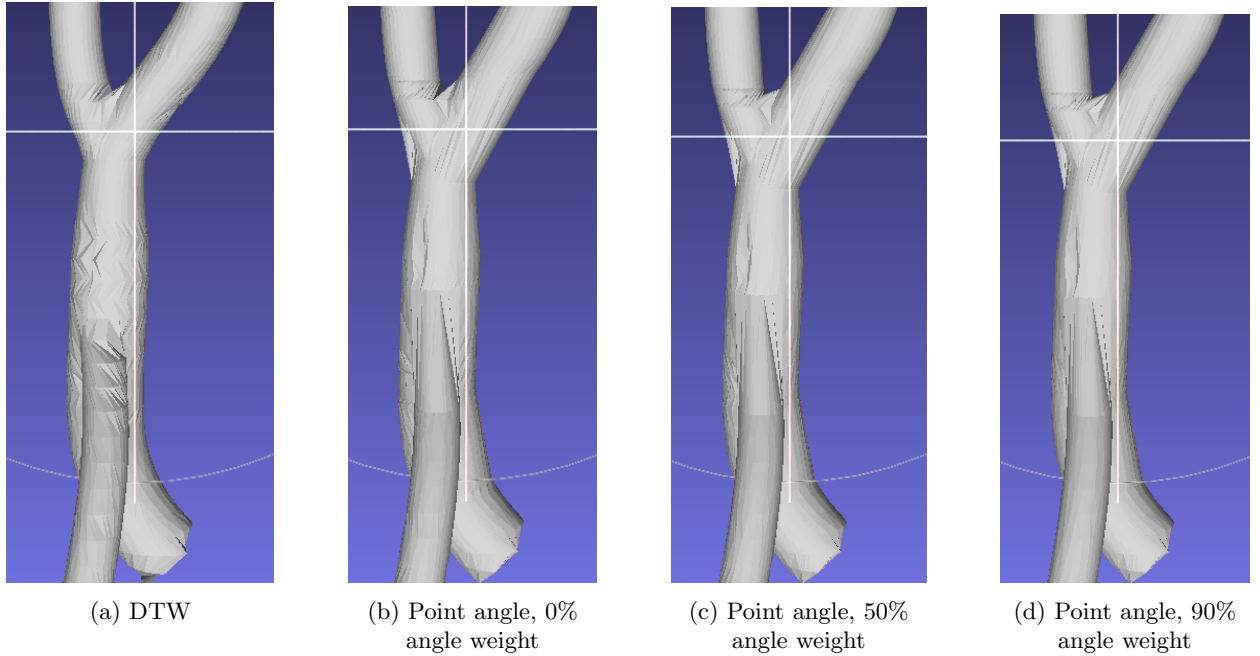 (a) DTW
(b) Point angle, 0%
angle weight
(c) Point angle, 50%
angle weight
(d) Point angle, 90%
angle weight